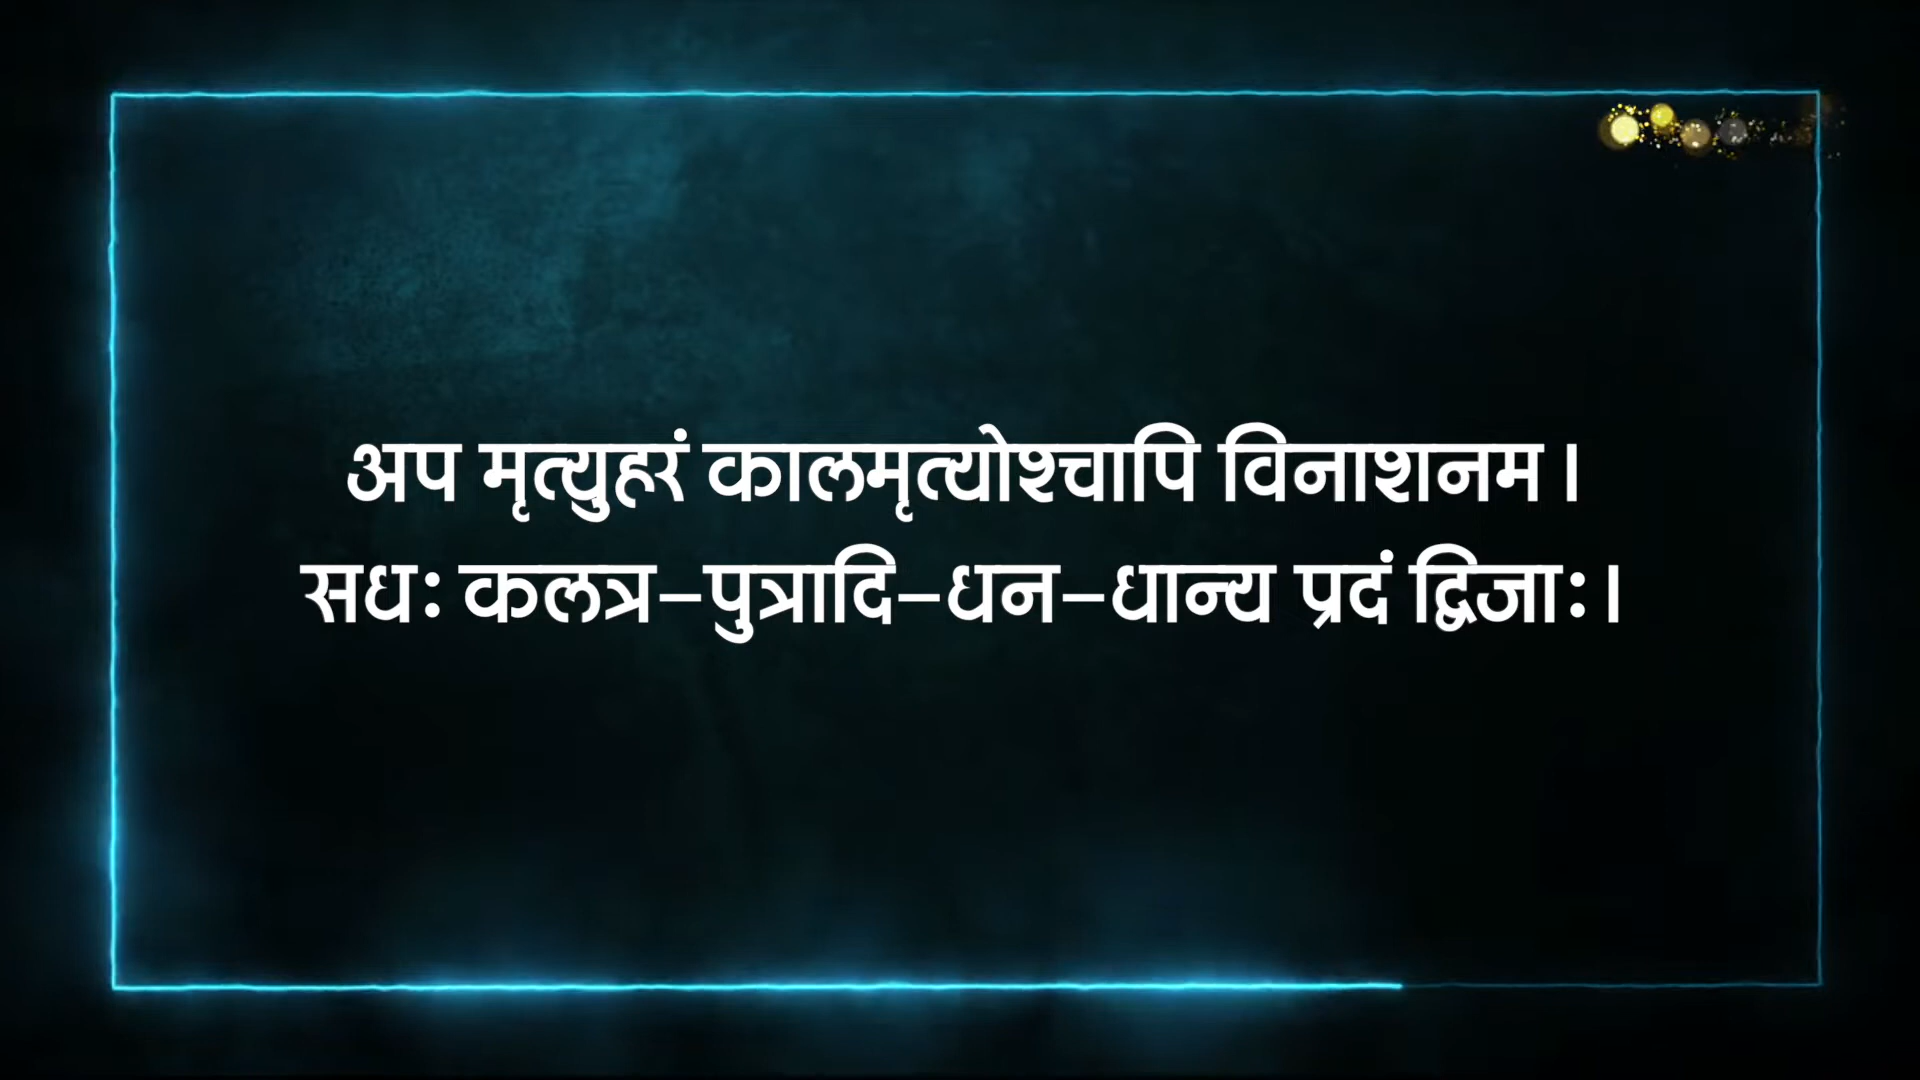 अप मृत्युहरं कालमृत्योश्चापि विनाशनम ।
सधः कलत्र–पुत्रादि–धन–धान्य प्रदं द्विजाः ।